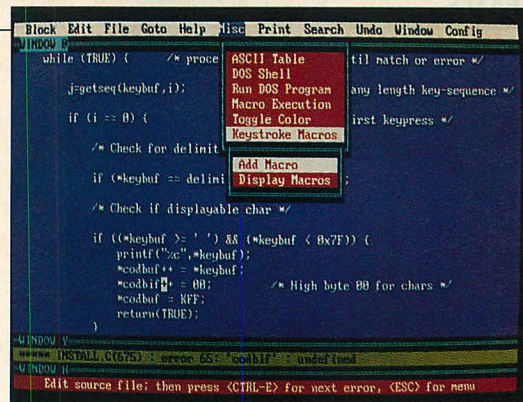 Block Edit File Goto Help Misc Print Search Undo Window Config
WINDOW G
while (TRUE) { /* proce til match or error */
ASCII Table
DOS Shell
j=getseq(keybuf,i); Run DOS Program any length key-sequence */
Macro Execution
if (i == 0) { Toggle Color irst keypress */
Keystroke Macros
/* Check for delimit
Add Macro
if (*keybuf == delimi Display Macros ;
/* Check if displayable char */
if ((*keybuf >= ' ') && (*keybuf < 0x7F)) {
printf("%c",*keybuf);
*codbuf++ = *keybuf;
*codbif++ = 00; /* High byte 00 for chars */
*codbuf = KFF;
return(TRUE);
}
WINDOW Y
***** INSTALL.C(675) : error 65: 'codbif' : undefined
WINDOW H
Edit source file; then press <CTRL-E> for next error, <ESC> for menu